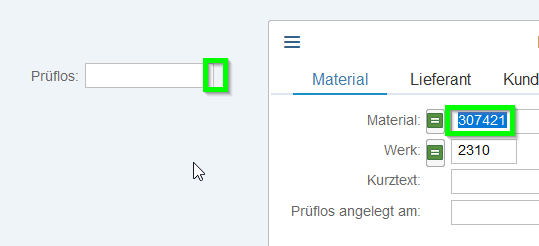 Prüflos:
Material
Lieferant
Kund
Material:
307421
Werk:
2310
Kurztext:
Prüflos angelegt am: